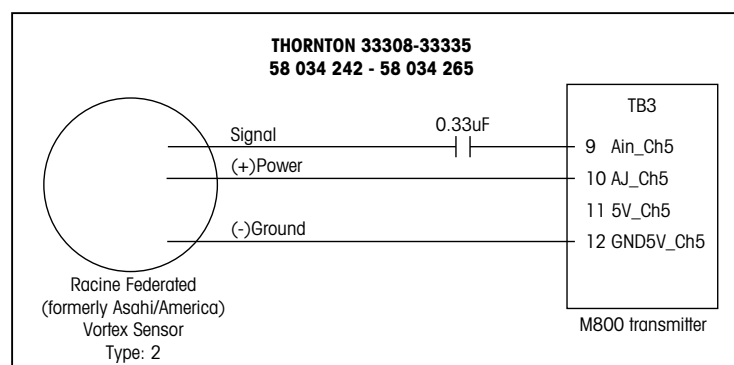 THORNTON 33308-33335
58 034 242 - 58 034 265
TB3
Signal
0.33uF
9 Ain_Ch5
(+)Power
10 AJ_Ch5
11 5V_Ch5
(-)Ground
12 GND5V_Ch5
Racine Federated
(formerly Asahi/America)
Vortex Sensor
Type: 2
M800 transmitter